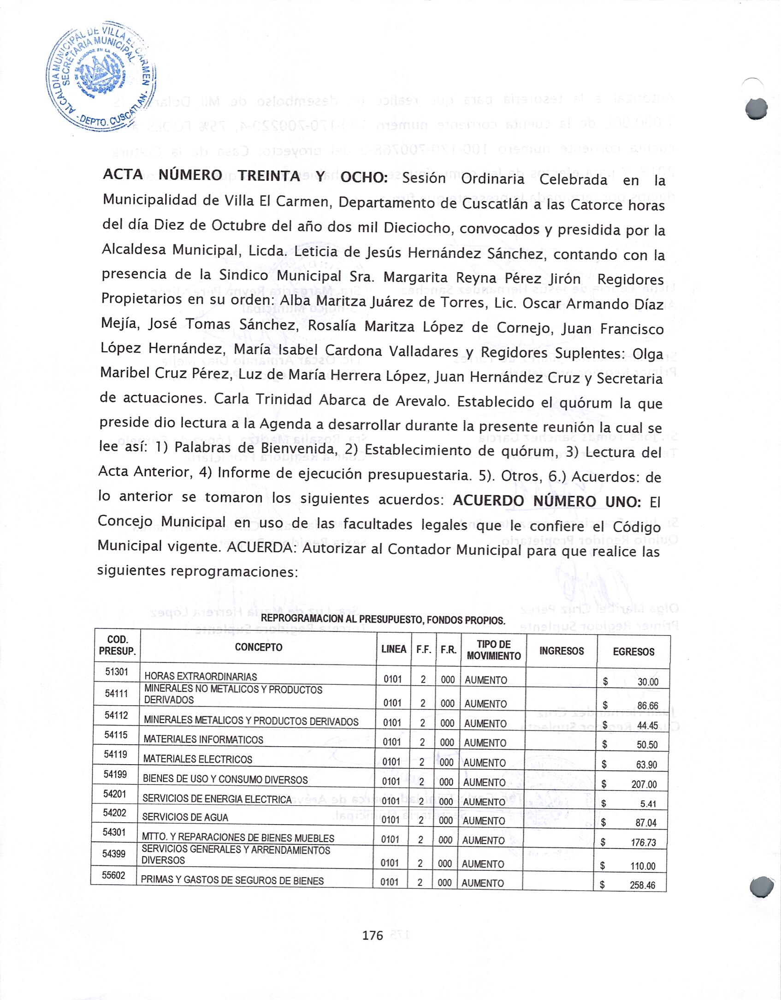 ALCALDIA MUNICIPAL DE VILLA EL CARMEN
SECRETARIA MUNICIPAL
REPUBLICA DE EL SALVADOR EN LA AMERICA CENTRAL
- DEPTO. CUSCATLAN -
ACTA NÚMERO TREINTA Y OCHO: Sesión Ordinaria Celebrada en la
Municipalidad de Villa El Carmen, Departamento de Cuscatlán a las Catorce horas
del día Diez de Octubre del año dos mil Dieciocho, convocados y presidida por la
Alcaldesa Municipal, Licda. Leticia de Jesús Hernández Sánchez, contando con la
presencia de la Sindico Municipal Sra. Margarita Reyna Pérez Jirón Regidores
Propietarios en su orden: Alba Maritza Juárez de Torres, Lic. Oscar Armando Díaz
Mejía, José Tomas Sánchez, Rosalía Maritza López de Cornejo, Juan Francisco
López Hernández, María Isabel Cardona Valladares y Regidores Suplentes: Olga
Maribel Cruz Pérez, Luz de María Herrera López, Juan Hernández Cruz y Secretaria
de actuaciones. Carla Trinidad Abarca de Arevalo. Establecido el quórum la que
preside dio lectura a la Agenda a desarrollar durante la presente reunión la cual se
lee así: 1) Palabras de Bienvenida, 2) Establecimiento de quórum, 3) Lectura del
Acta Anterior, 4) Informe de ejecución presupuestaria. 5). Otros, 6.) Acuerdos: de
lo anterior se tomaron los siguientes acuerdos: ACUERDO NÚMERO UNO: El
Concejo Municipal en uso de las facultades legales que le confiere el Código
Municipal vigente. ACUERDA: Autorizar al Contador Municipal para que realice las
siguientes reprogramaciones:
REPROGRAMACION AL PRESUPUESTO, FONDOS PROPIOS.
COD. PRESUP. CONCEPTO LINEA F.F. F.R. TIPO DE MOVIMIENTO INGRESOS EGRESOS
51301 HORAS EXTRAORDINARIAS 0101 2 000 AUMENTO $ 30.00
54111 MINERALES NO METALICOS Y PRODUCTOS DERIVADOS 0101 2 000 AUMENTO $ 86.66
54112 MINERALES METALICOS Y PRODUCTOS DERIVADOS 0101 2 000 AUMENTO $ 44.45
54115 MATERIALES INFORMATICOS 0101 2 000 AUMENTO $ 50.50
54119 MATERIALES ELECTRICOS 0101 2 000 AUMENTO $ 63.90
54199 BIENES DE USO Y CONSUMO DIVERSOS 0101 2 000 AUMENTO $ 207.00
54201 SERVICIOS DE ENERGIA ELECTRICA 0101 2 000 AUMENTO $ 5.41
54202 SERVICIOS DE AGUA 0101 2 000 AUMENTO $ 87.04
54301 MTTO. Y REPARACIONES DE BIENES MUEBLES 0101 2 000 AUMENTO $ 176.73
54399 SERVICIOS GENERALES Y ARRENDAMIENTOS DIVERSOS 0101 2 000 AUMENTO $ 110.00
55602 PRIMAS Y GASTOS DE SEGUROS DE BIENES 0101 2 000 AUMENTO $ 258.46
176